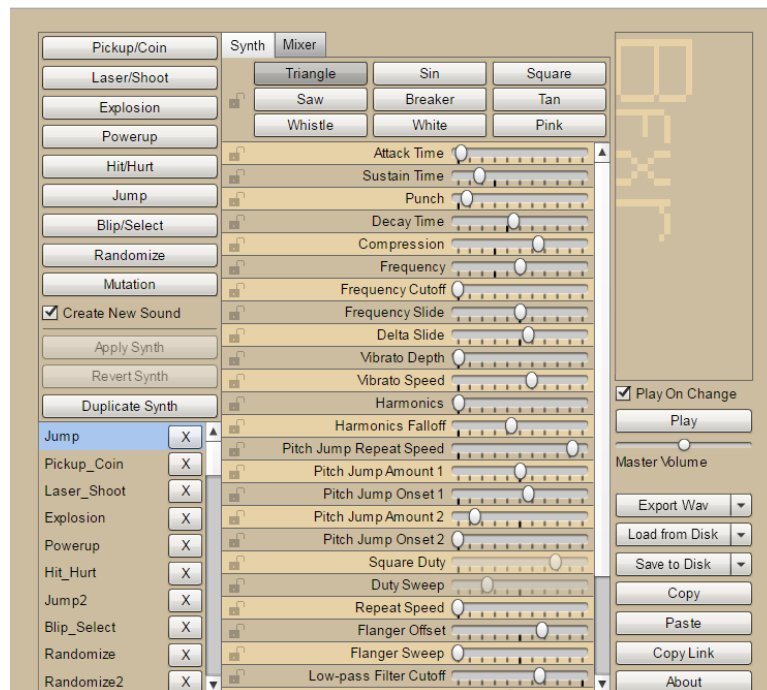 Pickup/Coin
Laser/Shoot
Explosion
Powerup
Hit/Hurt
Jump
Blip/Select
Randomize
Mutation
Create New Sound
Apply Synth
Revert Synth
Duplicate Synth
Jump X
Pickup_Coin X
Laser_Shoot X
Explosion X
Powerup X
Hit_Hurt X
Jump2 X
Blip_Select X
Randomize X
Randomize2 X
Synth Mixer
Triangle Sin Square
Saw Breaker Tan
Whistle White Pink
Attack Time
Sustain Time
Punch
Decay Time
Compression
Frequency
Frequency Cutoff
Frequency Slide
Delta Slide
Vibrato Depth
Vibrato Speed
Harmonics
Harmonics Falloff
Pitch Jump Repeat Speed
Pitch Jump Amount 1
Pitch Jump Onset 1
Pitch Jump Amount 2
Pitch Jump Onset 2
Square Duty
Duty Sweep
Repeat Speed
Flanger Offset
Flanger Sweep
Low-pass Filter Cutoff
Bfxr
Play On Change
Play
Master Volume
Export Wav
Load from Disk
Save to Disk
Copy
Paste
Copy Link
About